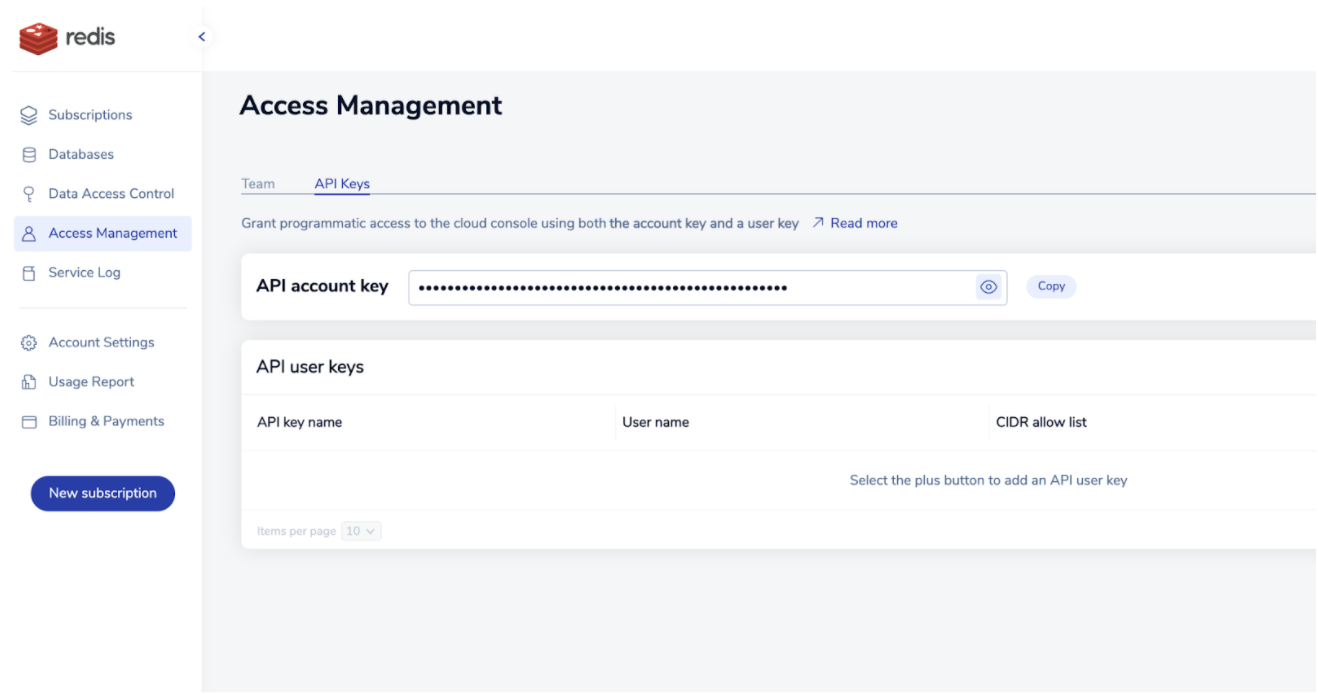 redis
Subscriptions
Databases
Data Access Control
Access Management
Service Log
Account Settings
Usage Report
Billing & Payments
New subscription
Access Management
Team API Keys
Grant programmatic access to the cloud console using both the account key and a user key Read more
API account key •••••••••••••••••••••••••••••••••••••••••••••••••••• Copy
API user keys
API key name User name CIDR allow list
Select the plus button to add an API user key
Items per page 10